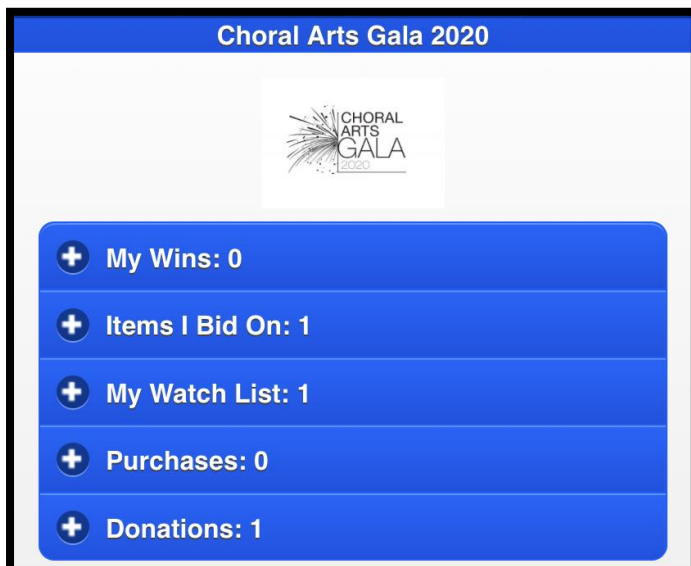 Choral Arts Gala 2020
CHORAL
ARTS
GALA
2020
My Wins: 0
Items I Bid On: 1
My Watch List: 1
Purchases: 0
Donations: 1